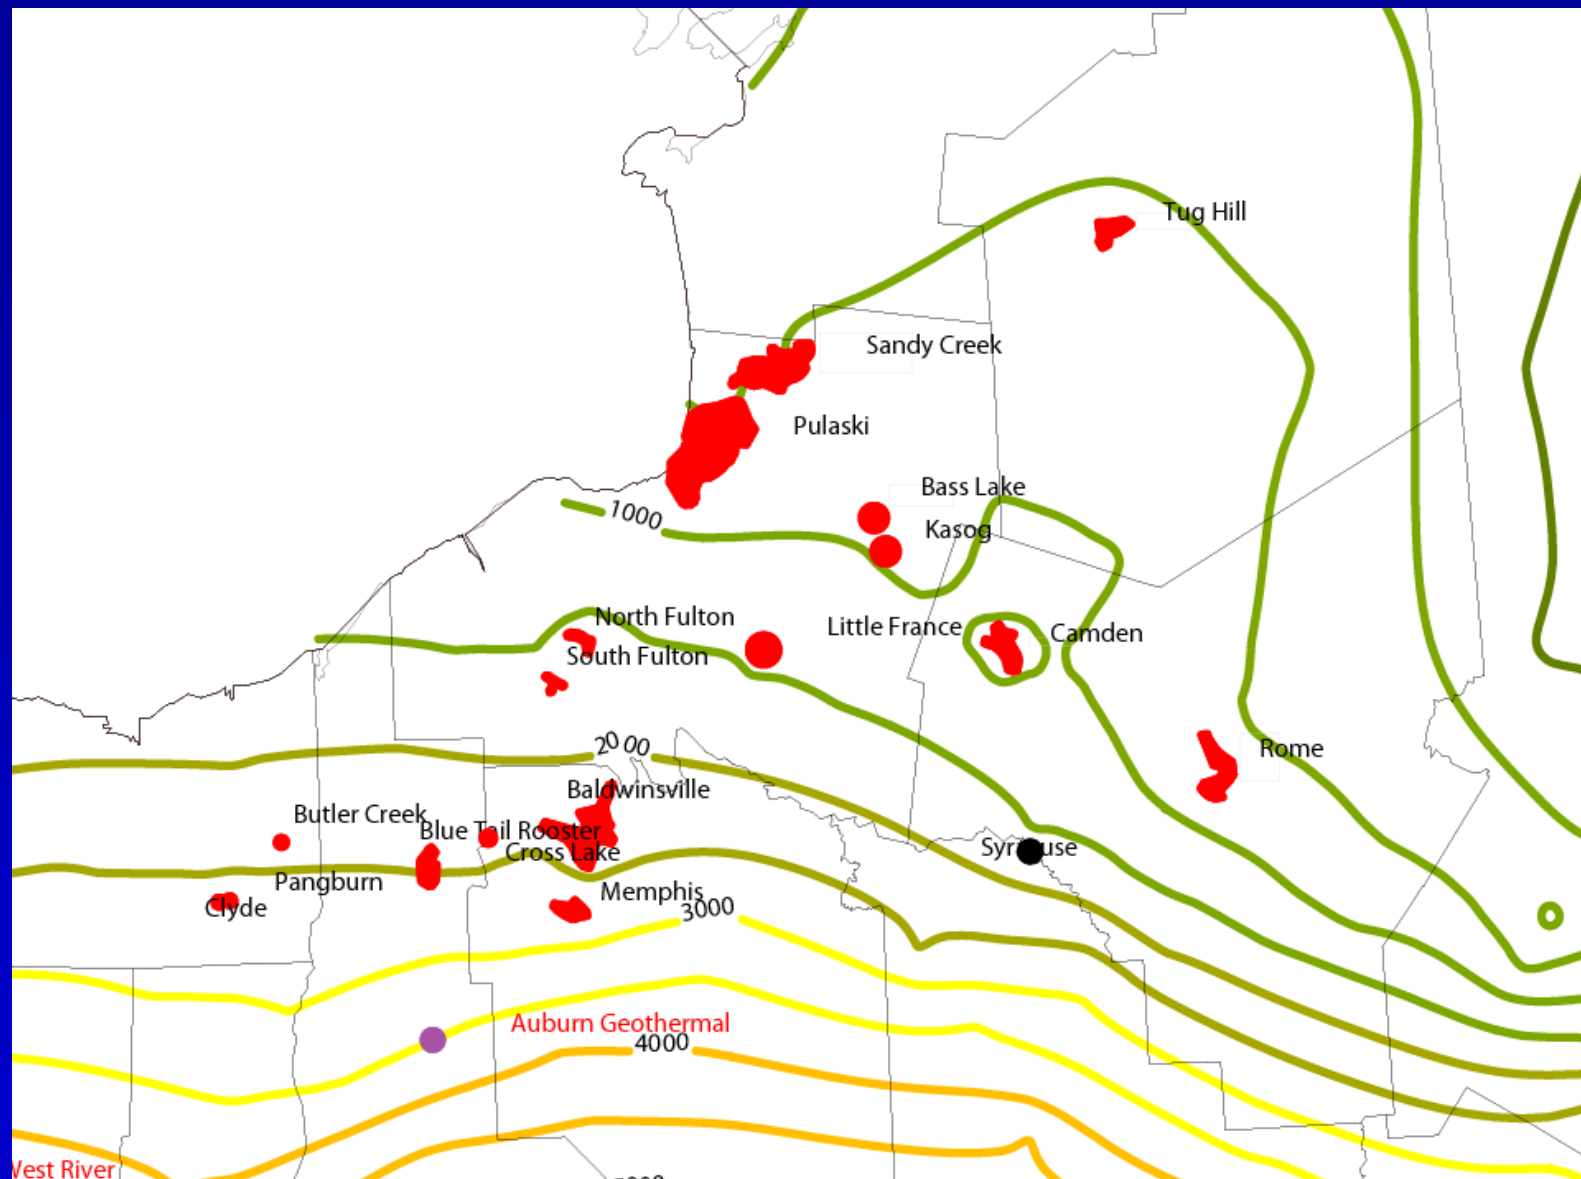 Tug Hill
Sandy Creek
Pulaski
Bass Lake
1000
Kasog
North Fulton
Little France
Camden
South Fulton
2000
Rome
Baldwinsville
Butler Creek
Blue Tail Rooster
Syracuse
Cross Lake
Pangburn
Memphis
Clyde
3000
Auburn Geothermal
4000
West River